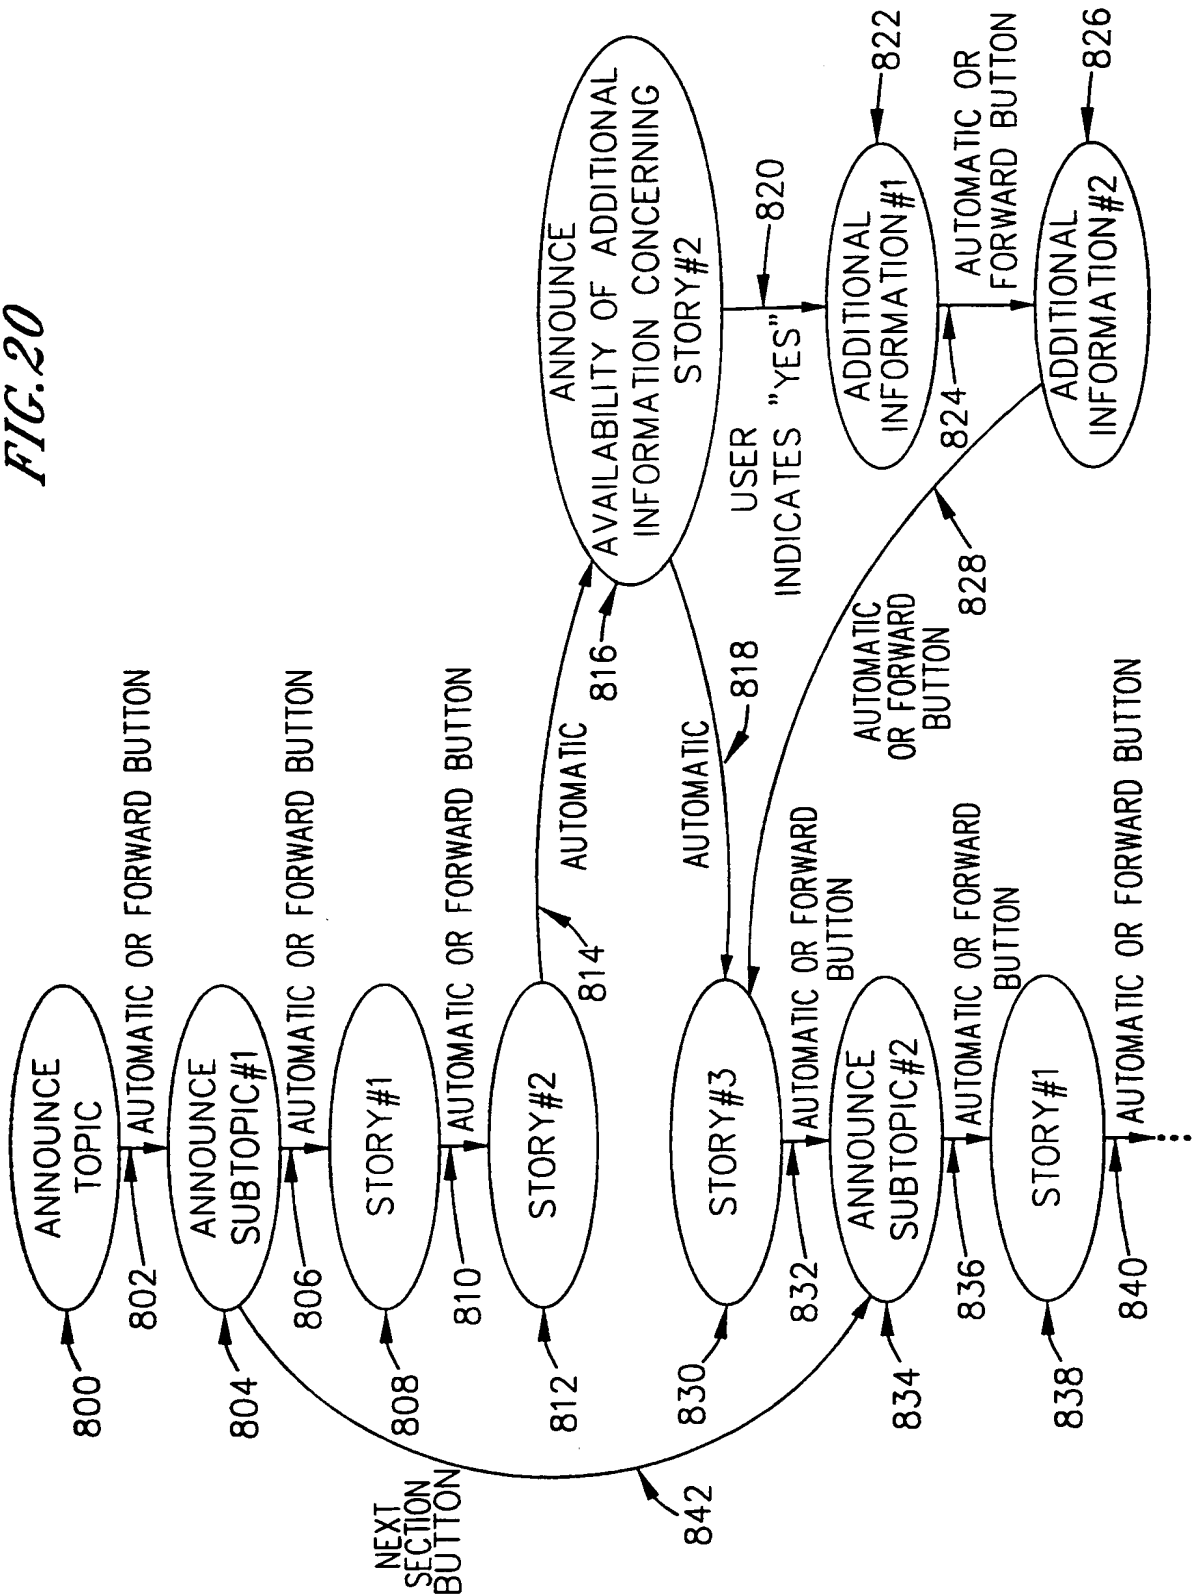 FIG.20
ANNOUNCE
TOPIC
800
802
AUTOMATIC OR FORWARD BUTTON
ANNOUNCE
SUBTOPIC#1
804
806
AUTOMATIC OR FORWARD BUTTON
STORY#1
808
810
AUTOMATIC OR FORWARD BUTTON
STORY#2
812
814
AUTOMATIC
816
ANNOUNCE
AVAILABILITY OF ADDITIONAL
INFORMATION CONCERNING
STORY#2
AUTOMATIC
818
820
USER
INDICATES "YES"
ADDITIONAL
INFORMATION#1
822
824
AUTOMATIC OR
FORWARD BUTTON
ADDITIONAL
INFORMATION#2
826
828
AUTOMATIC
OR FORWARD
BUTTON
STORY#3
830
832
AUTOMATIC OR FORWARD
BUTTON
ANNOUNCE
SUBTOPIC#2
834
836
AUTOMATIC OR FORWARD
BUTTON
STORY#1
838
840
AUTOMATIC OR FORWARD BUTTON
NEXT
SECTION
BUTTON
842